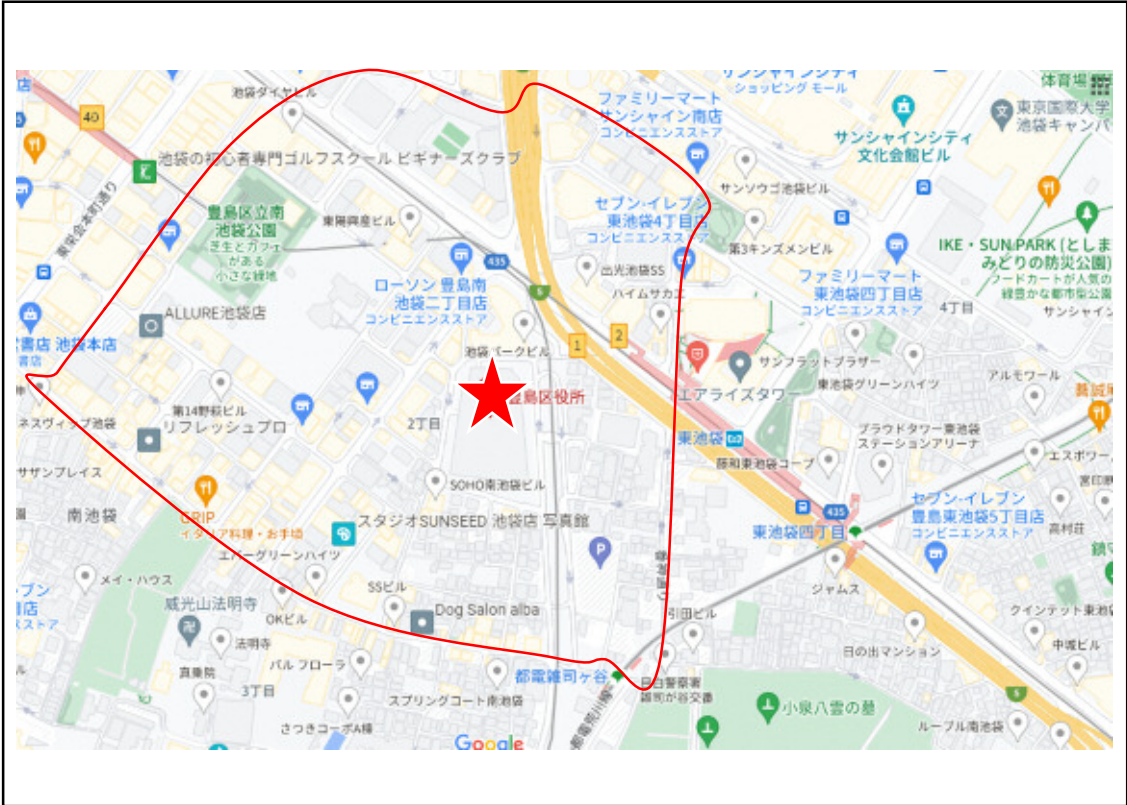 サンシャインシティ
ショッピング モール
体育場
池袋ダイヤビル
ファミリーマート
サンシャイン南店
コンビニエンスストア
東京国際大学
池袋キャンパ
40
サンシャインシティ
文化会館ビル
池袋の初心者専門ゴルフスクール ビギナーズクラブ
サンソウゴ池袋ビル
豊島区立南
池袋公園
芝生とカフェ
がある
小さな緑地
東陽興産ビル
セブン-イレブン
東池袋4丁目店
コンビニエンスストア
第3キンズメンビル
IKE・SUN PARK (としま
みどりの防災公園)
フードカートが人気の
緑豊かな都市型公園
435
出光池袋SS
ハイムサカエ
ローソン 豊島南
池袋二丁目店
コンビニエンスストア
5
ファミリーマート
東池袋四丁目店
コンビニエンスストア
4丁目
サンシャイン
ALLURE池袋店
書店 池袋本店
書店
池袋パークビル
1
2
サンフラットブラザー
東池袋グリーンハイツ
アルモワール
エアライズタワー
豊島区役所
第14野萩ビル
リフレッシュプロ
2丁目
ネスヴィップ池袋
東池袋
藤和東池袋コープ
プラウドタワー東池袋
ステーションアリーナ
エスポワー
サザンプレイス
SOHO南池袋ビル
南池袋
GRIP
イタリア料理・お手頃
スタジオSUNSEED 池袋店 写真館
435
東池袋四丁目
セブン-イレブン
豊島東池袋5丁目店
コンビニエンスストア
高村荘
エバーグリーンハイツ
P
メイ・ハウス
SSビル
ジャムス
威光山法明寺
OKビル
Dog Salon alba
引田ビル
クインテット東池袋
法明寺
日の出マンション
中城ビル
真乗院
パル フローラ
都電雑司ケ谷
目白警察署
雑司が谷交番
3丁目
スプリングコート南池袋
小泉八雲の墓
5
さつきコーポA棟
ルーブル南池袋
都電荒川線
Google